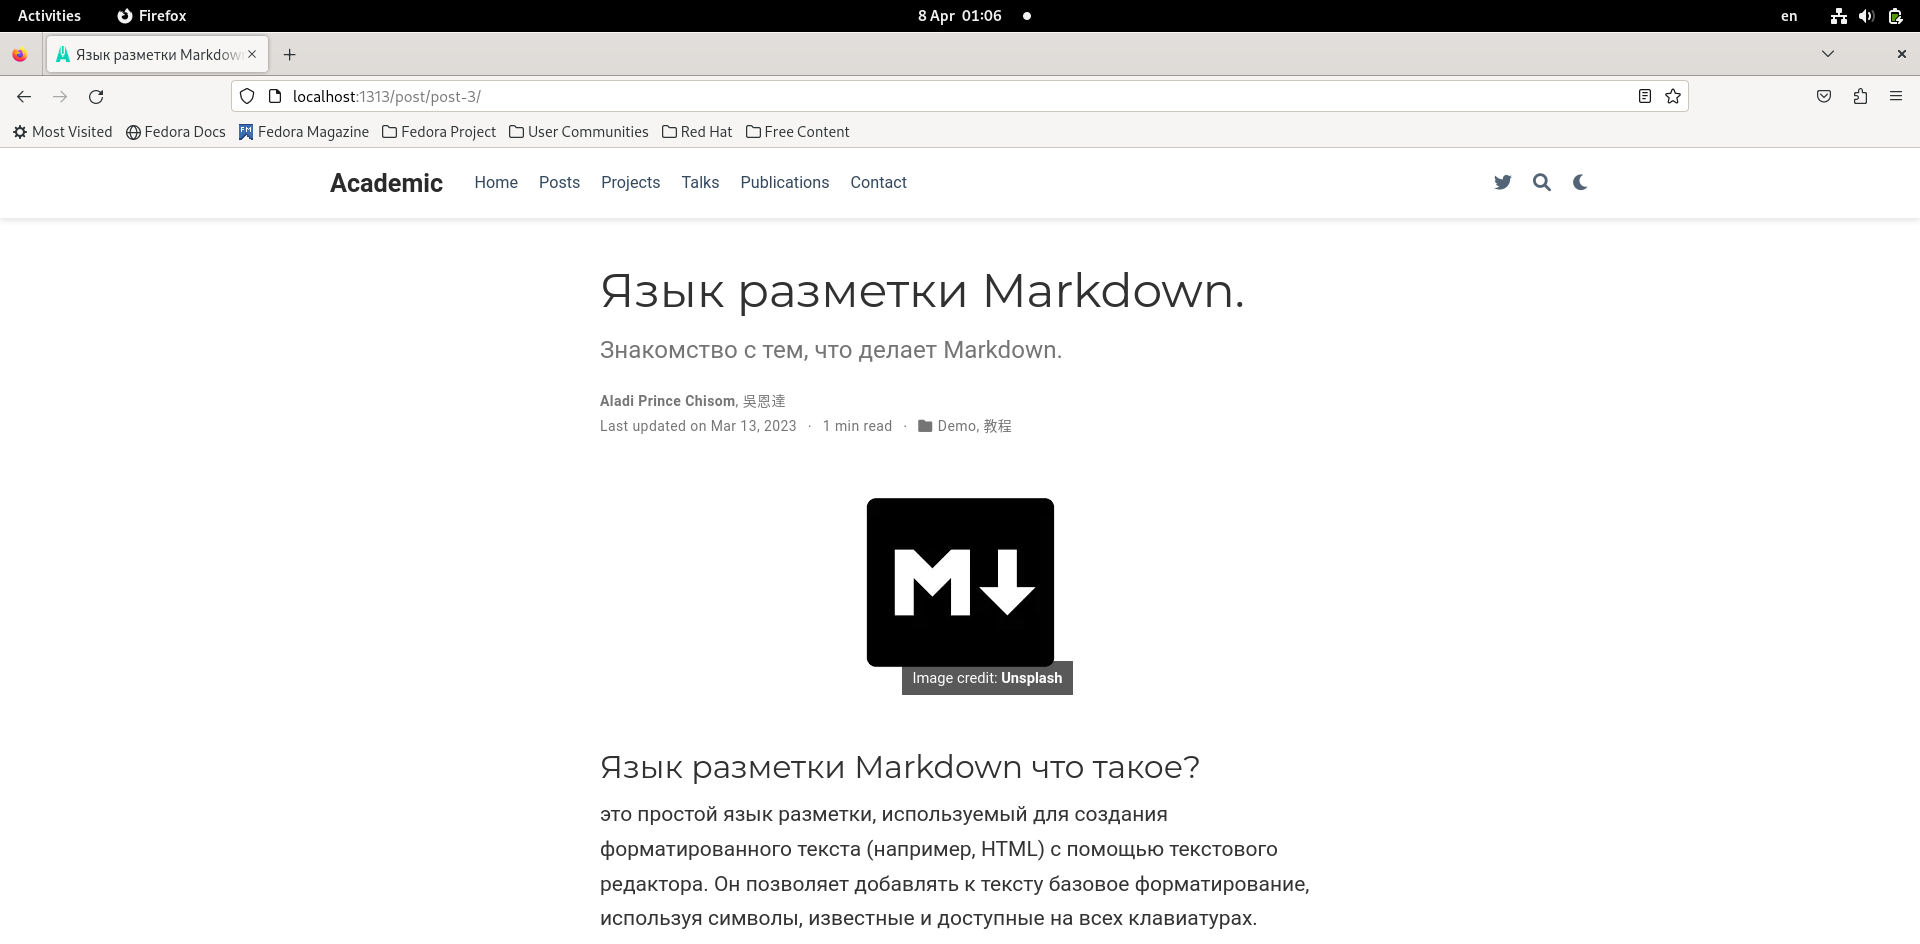 Activities Firefox 8 Apr 01:06 en
Язык разметки Markdow
localhost:1313/post/post-3/
Most Visited Fedora Docs Fedora Magazine Fedora Project User Communities Red Hat Free Content
Academic Home Posts Projects Talks Publications Contact
Язык разметки Markdown.
Знакомство с тем, что делает Markdown.
Aladi Prince Chisom, 吳恩達
Last updated on Mar 13, 2023 · 1 min read · Demo, 教程
M
Image credit: Unsplash
Язык разметки Markdown что такое?
это простой язык разметки, используемый для создания
форматированного текста (например, HTML) с помощью текстового
редактора. Он позволяет добавлять к тексту базовое форматирование,
используя символы, известные и доступные на всех клавиатурах.